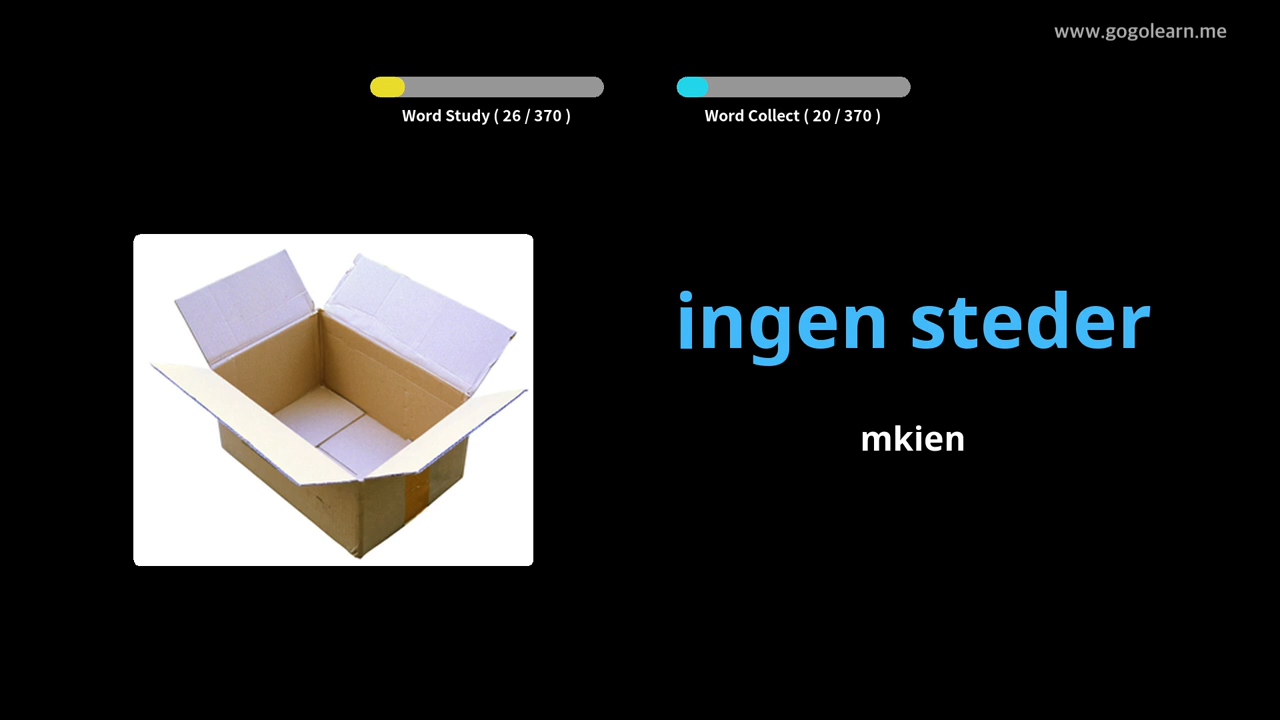 www.gogolearn.me
Word Study ( 26 / 370 )
Word Collect ( 20 / 370 )
ingen steder
mkien